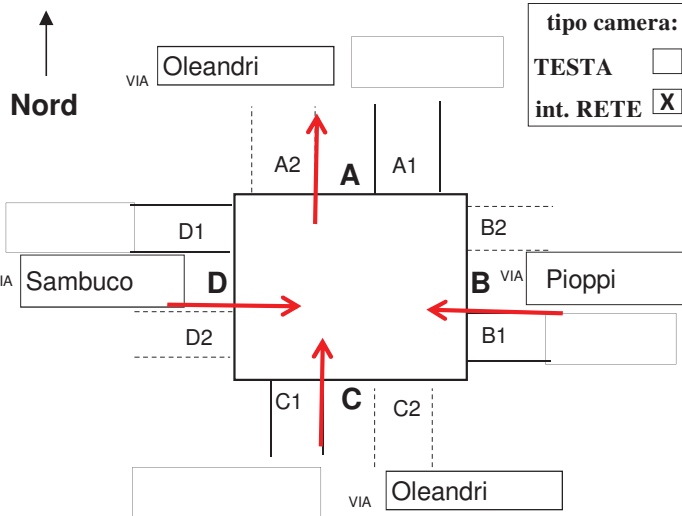 tipo camera:
TESTA
int. RETE X
Nord
VIA Oleandri
A2 A A1
D1
B2
VIA Sambuco D
B VIA Pioppi
D2
B1
C1 C C2
VIA Oleandri